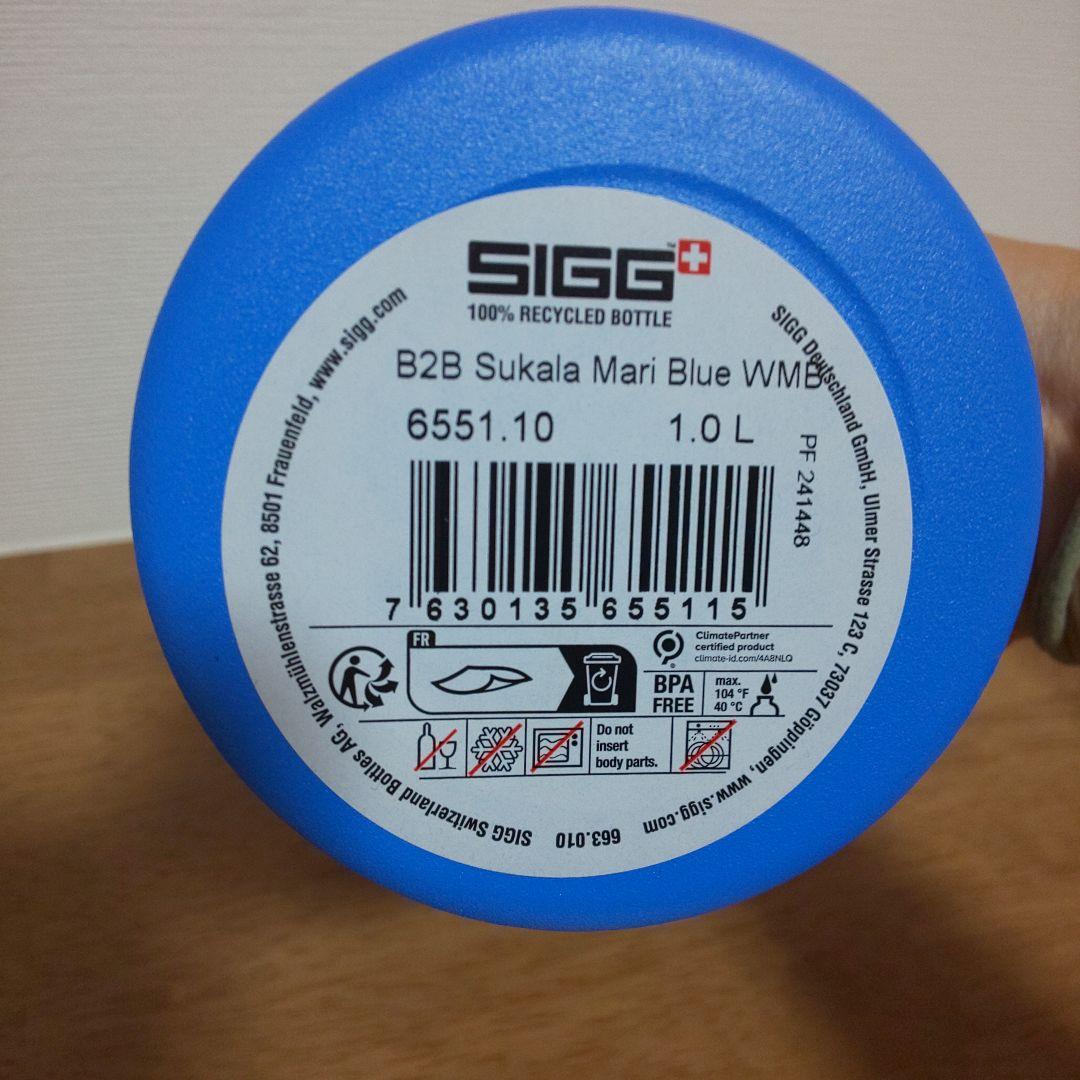 SIGG™
100% RECYCLED BOTTLE
B2B Sukala Mari Blue WMB
6551.10 1.0 L
PF 241448
7 630135 655115
FR
ClimatePartner
certified product
climate-id.com/4A8NLQ
BPA
FREE
max.
104 °F
40 °C
Do not
insert
body parts.
SIGG Switzerland Bottles AG, Walzmühlenstrasse 62, 8501 Frauenfeld, www.sigg.com
SIGG Deutschland GmbH, Ulmer Strasse 123 C, 73037 Göppingen, www.sigg.com
663.010